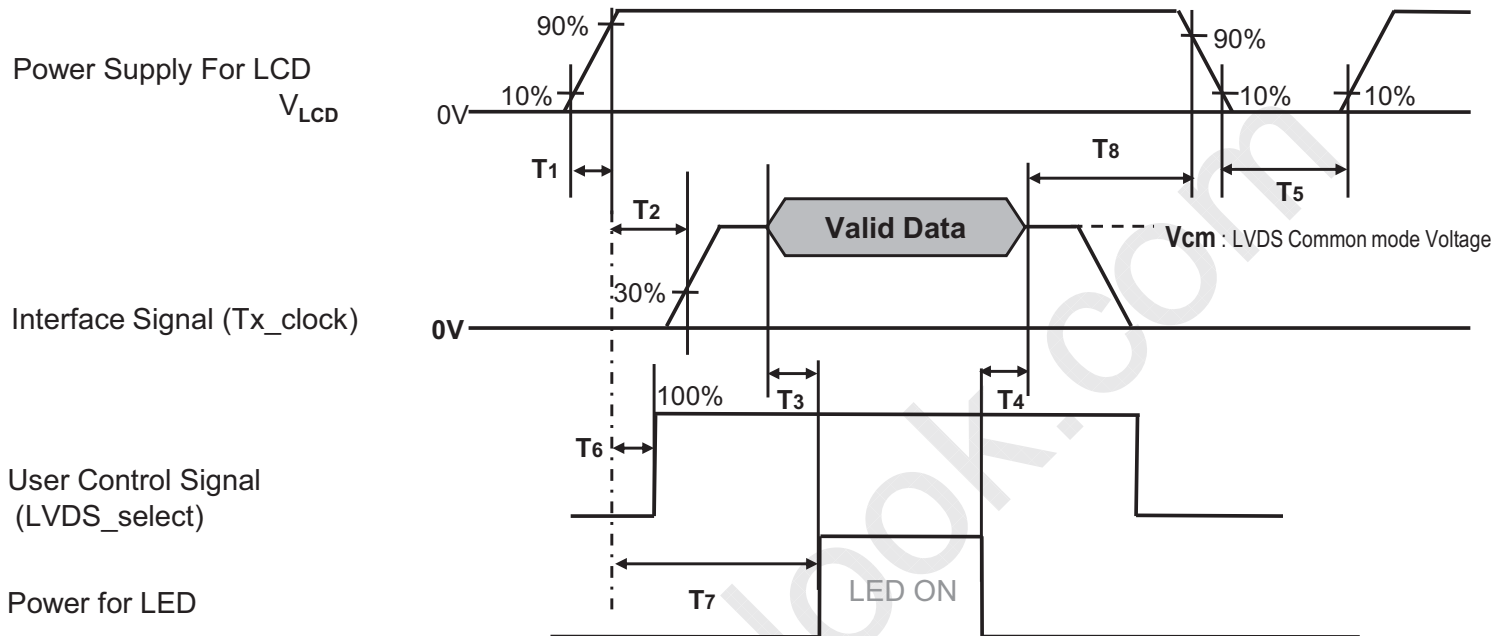 90%
90%
Power Supply For LCD
VLCD
10%
10%
10%
0V
T1
T8
T5
T2
Valid Data
Vcm : LVDS Common mode Voltage
30%
Interface Signal (Tx_clock)
0V
100%
T3
T4
T6
User Control Signal
(LVDS_select)
LED ON
T7
Power for LED
look.com